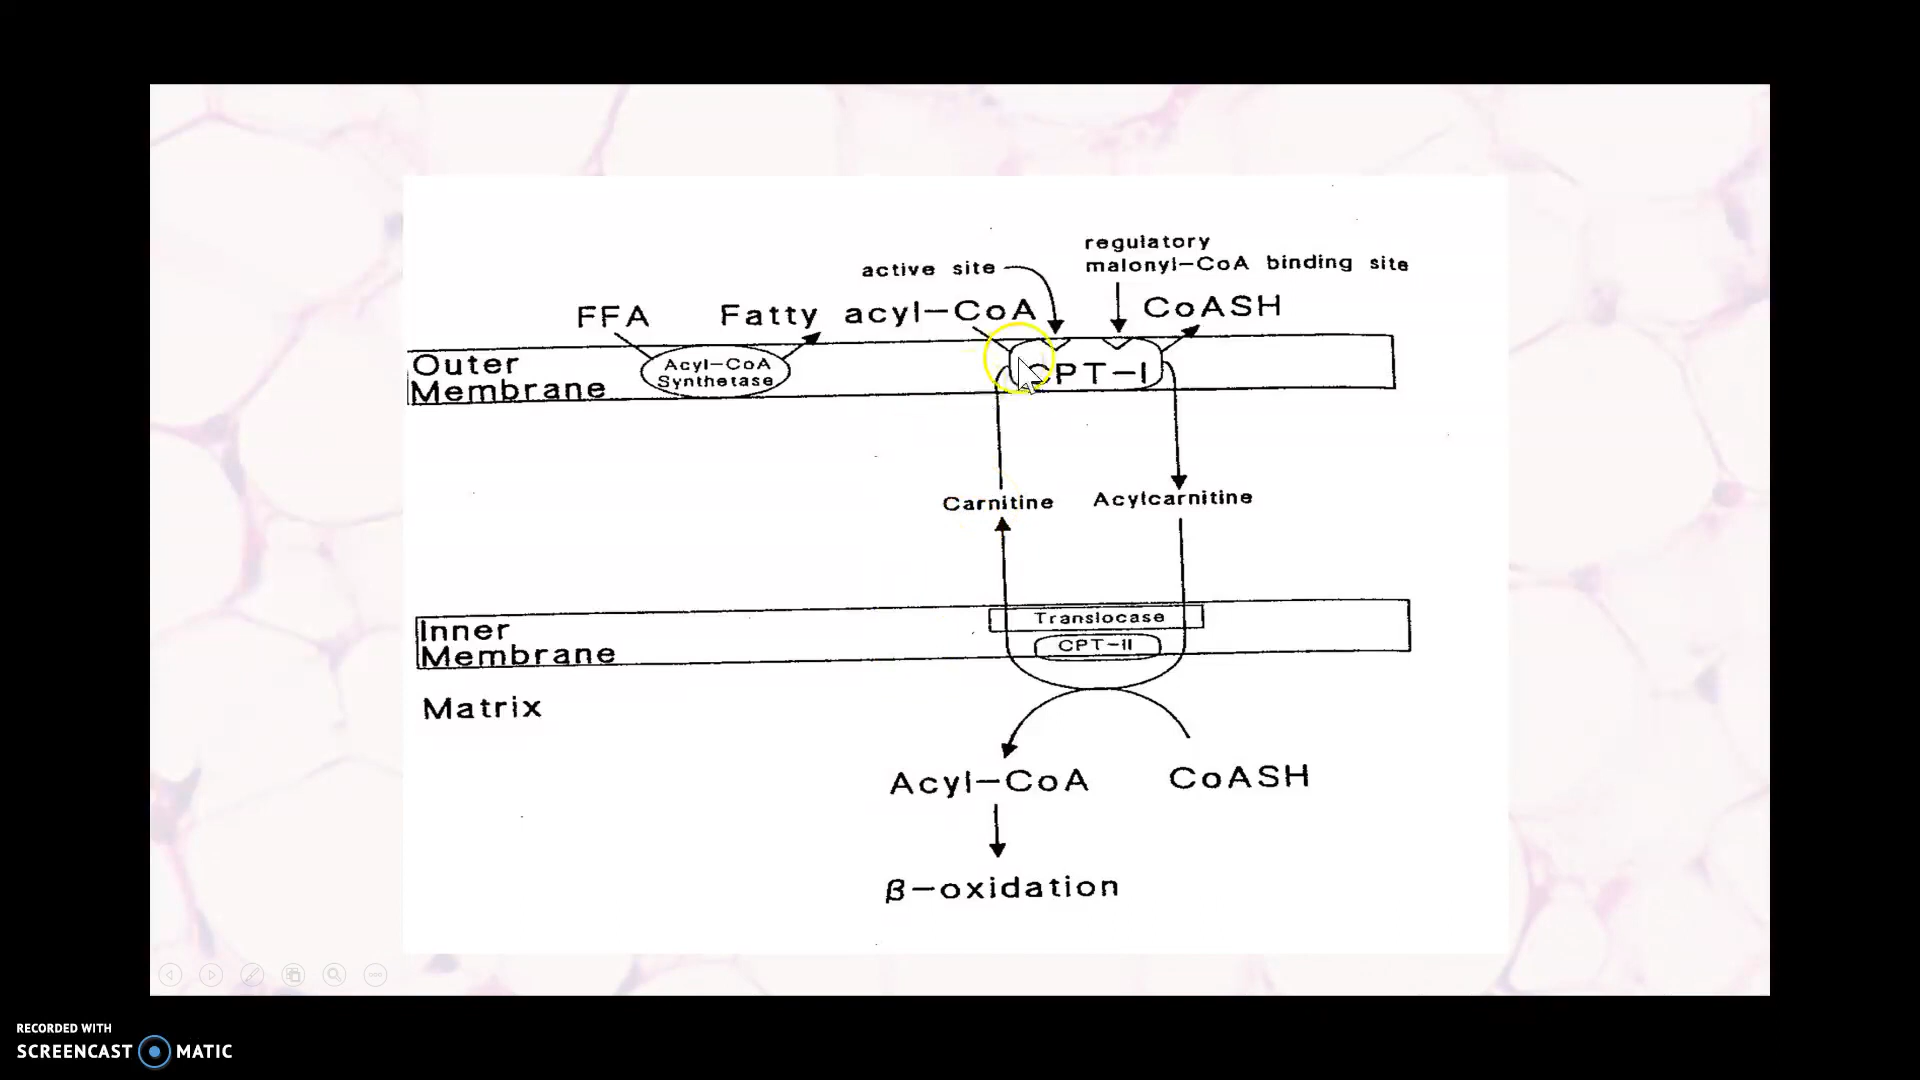 regulatory
active site
malonyl-CoA binding site
FFA
Fatty acyl-CoA
CoASH
Outer
Membrane
Acyl-CoA
Synthetase
CPT-I
Carnitine
Acylcarnitine
Inner
Membrane
Translocase
CPT-II
Matrix
Acyl-CoA
CoASH
β-oxidation
RECORDED WITH
SCREENCAST MATIC